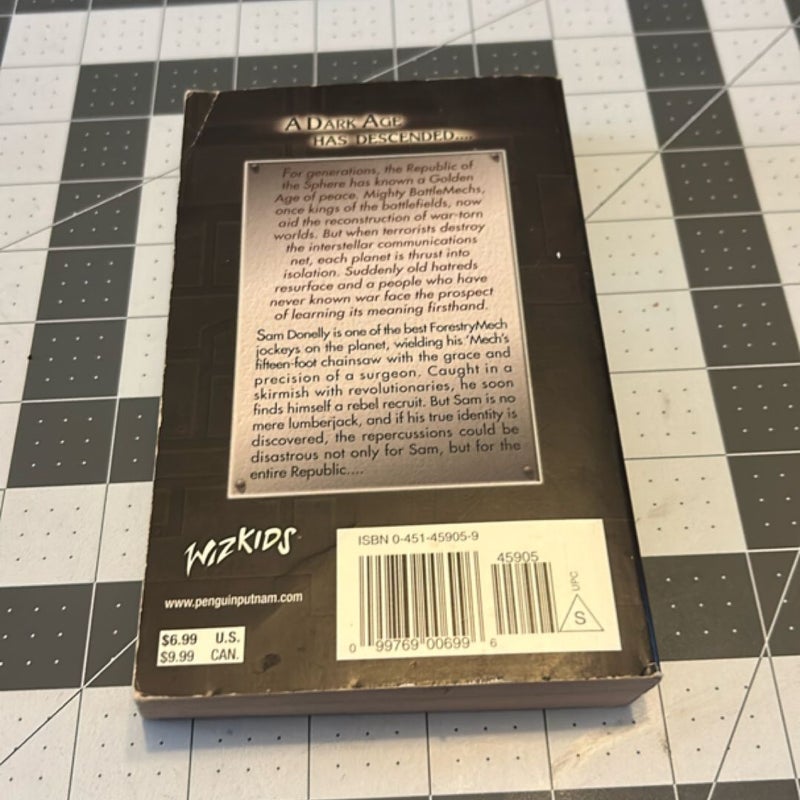 A DARK AGE
HAS DESCENDED....
For generations, the Republic of
the Sphere has known a Golden
Age of peace. Mighty BattleMechs,
once kings of the battlefields, now
aid the reconstruction of war-torn
worlds. But when terrorists destroy
the interstellar communications
net, each planet is thrust into
isolation. Suddenly old hatreds
resurface and a people who have
never known war face the prospect
of learning its meaning firsthand.
Sam Donelly is one of the best ForestryMech
jockeys on the planet, wielding his 'Mech's
fifteen-foot chainsaw with the grace and
precision of a surgeon. Caught in a
skirmish with revolutionaries, he soon
finds himself a rebel recruit. But Sam is no
mere lumberjack, and if his true identity is
discovered, the repercussions could be
disastrous not only for Sam, but for the
entire Republic....
WIZKIDS™
www.penguinputnam.com
$6.99 U.S.
$9.99 CAN.
ISBN 0-451-45905-9
45905
UPC
S
0 99769 00699 6